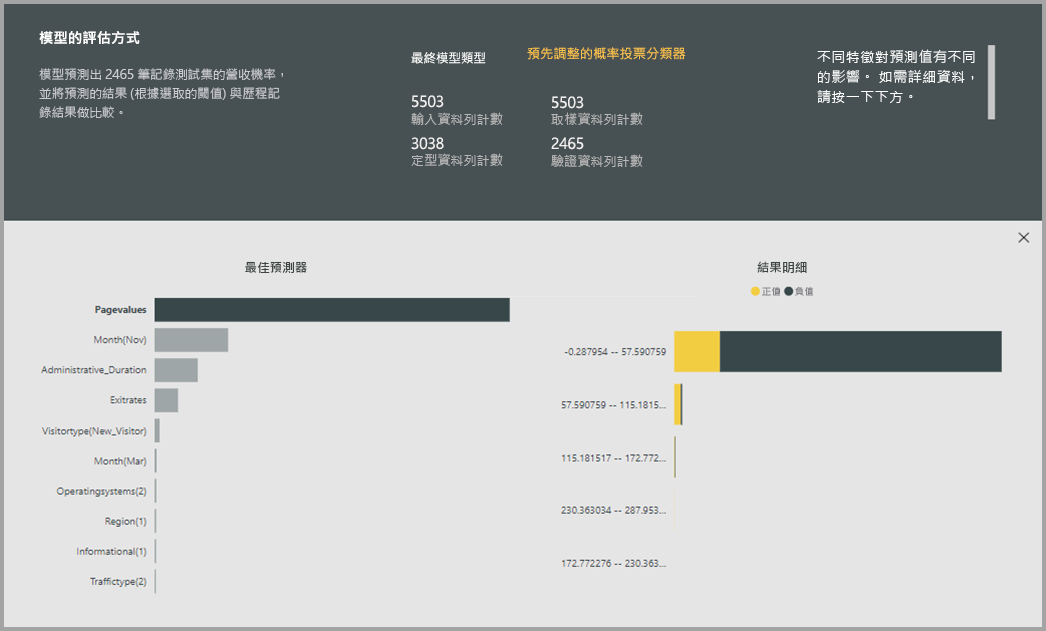 模型的評估方式
模型預測出 2465 筆記錄測試集的營收機率，
並將預測的結果 (根據選取的閾值) 與歷程記
錄結果做比較。
最終模型類型
預先調整的概率投票分類器
5503
輸入資料列計數
5503
取樣資料列計數
3038
定型資料列計數
2465
驗證資料列計數
不同特徵對預測值有不同
的影響。 如需詳細資料，
請按一下下方。
最佳預測器
Pagevalues
Month(Nov)
Administrative_Duration
Exitrates
Visitortype(New_Visitor)
Month(Mar)
Operatingsystems(2)
Region(1)
Informational(1)
Traffictype(2)
結果明細
正值 負值
-0.287954 -- 57.590759
57.590759 -- 115.1815...
115.181517 -- 172.772...
230.363034 -- 287.953...
172.772276 -- 230.363...